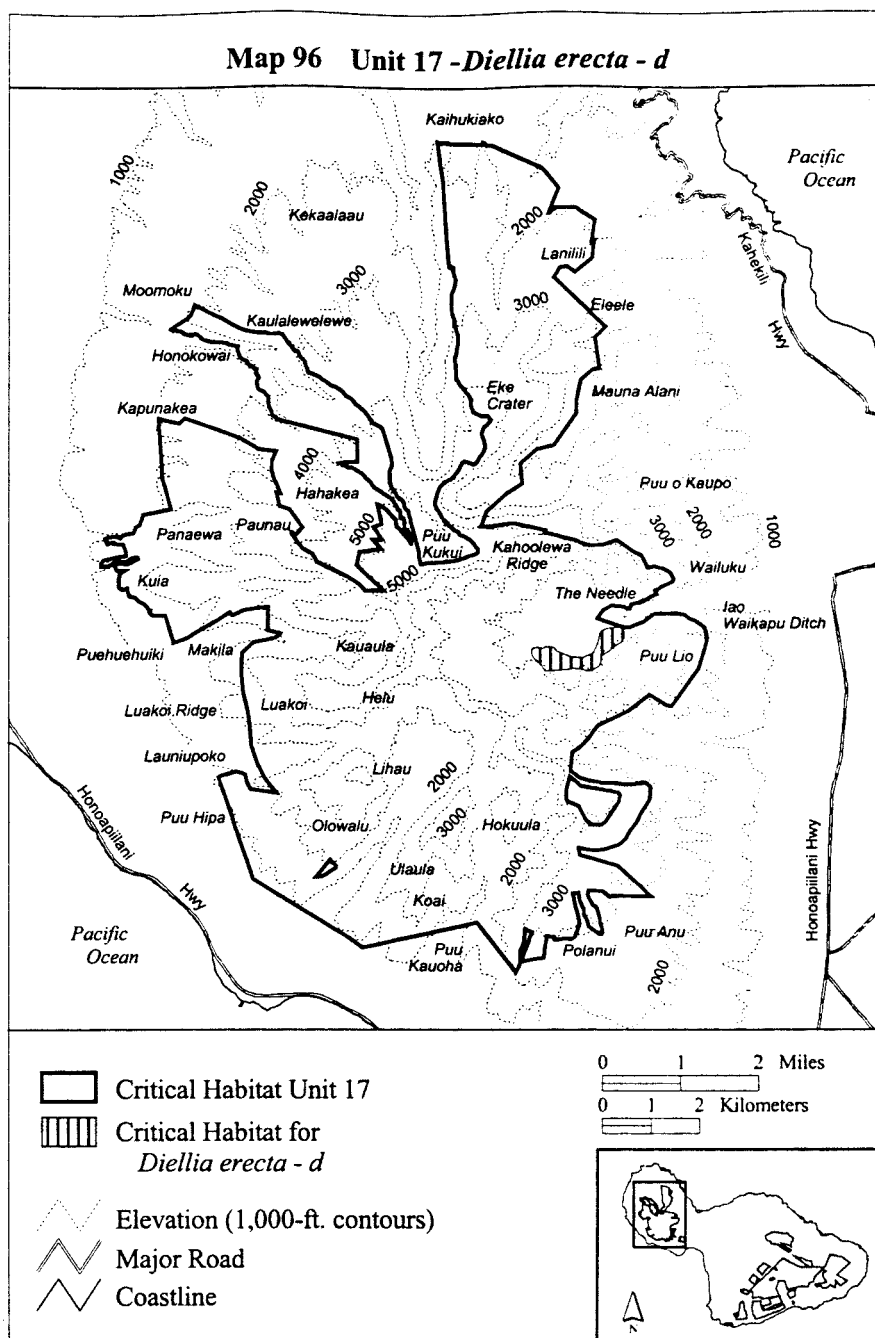 Map 96 Unit 17 -Diellia erecta - d
Kaihukiako
Pacific
Ocean
1000
2000
Kekaalaau
2000
Kahekili
Hwy
Lanilili
3000
Moomoku
3000
Eleele
Kaulalewelewe
Honokowai
Kapunakea
Eke
Crater
Mauna Alani
4000
Hahakea
Puu o Kaupo
Panaewa
Paunau
5000
Puu
Kukui
Kahoolewa
Ridge
3000
2000
1000
Wailuku
Kuia
5000
The Needle
Iao
Waikapu Ditch
Puehuehuiki
Makila
Kauaula
Puu Lio
Luakoi Ridge
Luakoi
Helu
Launiupoko
Lihau
2000
Puu Hipa
Olowalu
3000
Hokuula
Honoapiilani
Hwy
Ulaula
2000
Koai
3000
Honoapiilani Hwy
Pacific
Ocean
Puu
Kauoha
Polanui
Puu Anu
2000
Critical Habitat Unit 17
Critical Habitat for
Diellia erecta - d
Elevation (1,000-ft. contours)
Major Road
Coastline
0 1 2 Miles
0 1 2 Kilometers
N